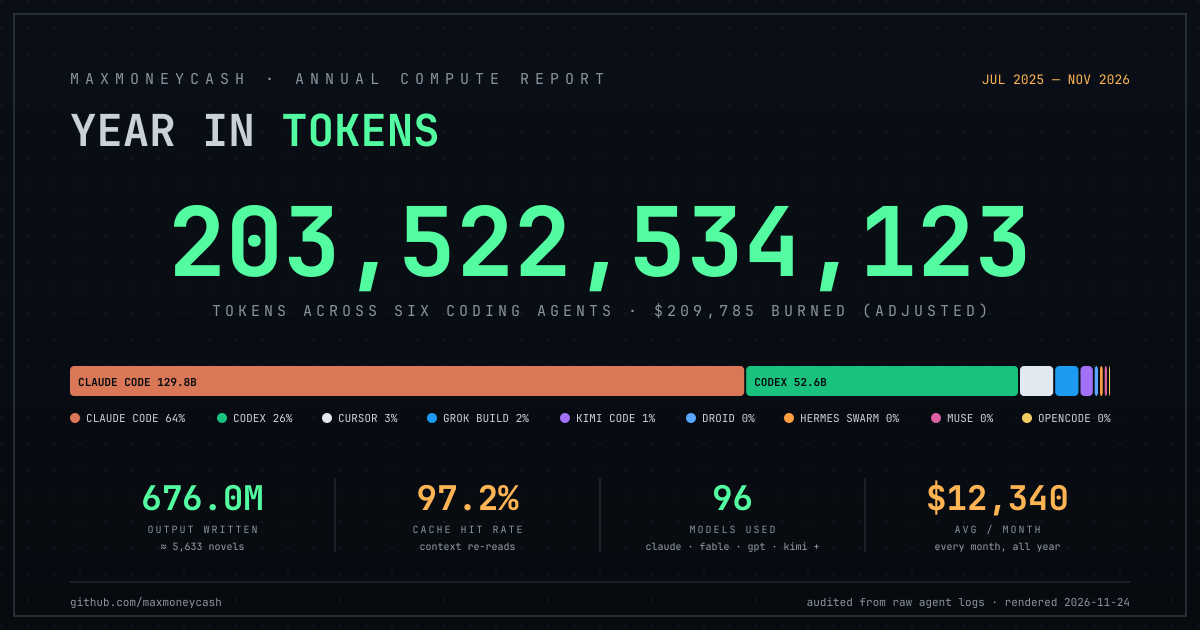 MAXMONEYCASH · ANNUAL COMPUTE REPORT
JUL 2025 — NOV 2026
YEAR IN TOKENS
203,522,534,123
TOKENS ACROSS SIX CODING AGENTS · $209,785 BURNED (ADJUSTED)
CLAUDE CODE 129.8B
CODEX 52.6B
CLAUDE CODE 64%
CODEX 26%
CURSOR 3%
GROK BUILD 2%
KIMI CODE 1%
DROID 0%
HERMES SWARM 0%
MUSE 0%
OPENCODE 0%
676.0M
OUTPUT WRITTEN
≈ 5,633 novels
97.2%
CACHE HIT RATE
context re-reads
96
MODELS USED
claude · fable · gpt · kimi +
$12,340
AVG / MONTH
every month, all year
github.com/maxmoneycash
audited from raw agent logs · rendered 2026-11-24